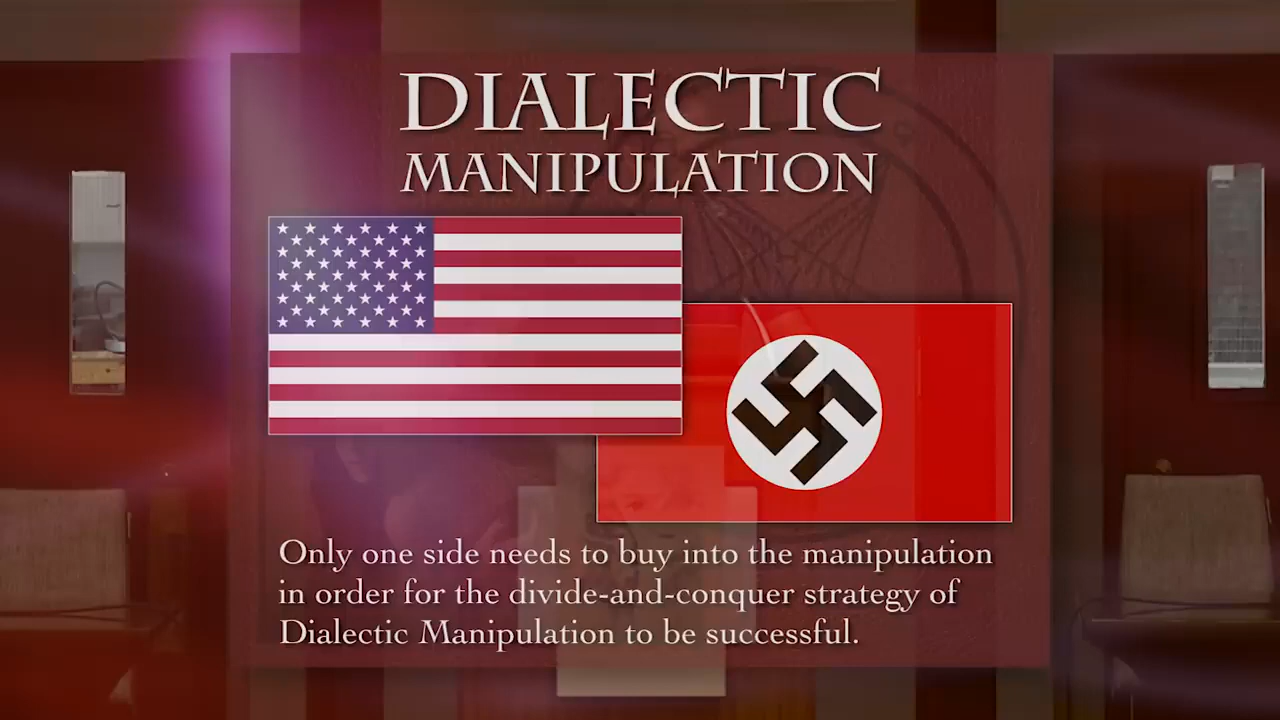 DIALECTIC
MANIPULATION
Only one side needs to buy into the manipulation
in order for the divide-and-conquer strategy of
Dialectic Manipulation to be successful.